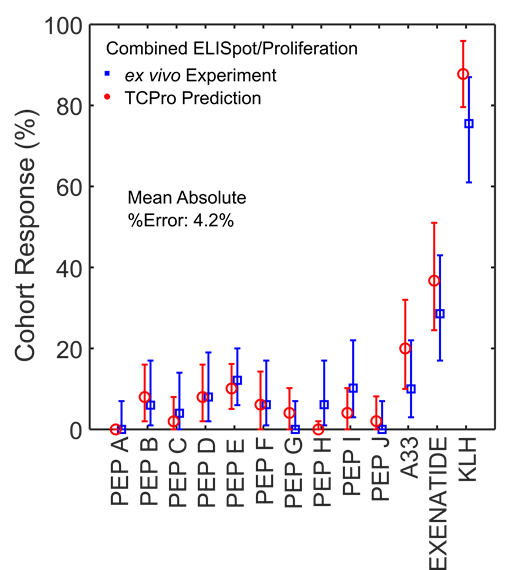 100
80
60
40
20
0
Cohort Response (%)
Combined ELISpot/Proliferation
ex vivo Experiment
TCPro Prediction
Mean Absolute
%Error: 4.2%
PEP A
PEP B
PEP C
PEP D
PEP E
PEP F
PEP G
PEP H
PEP I
PEP J
A33
EXENATIDE
KLH